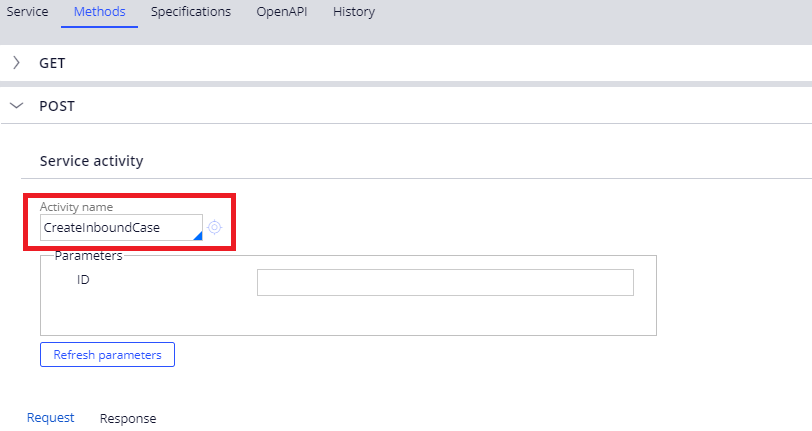 Service Methods Specifications OpenAPI History
GET
POST
Service activity
Activity name
CreateInboundCase
Parameters
ID
Refresh parameters
Request Response